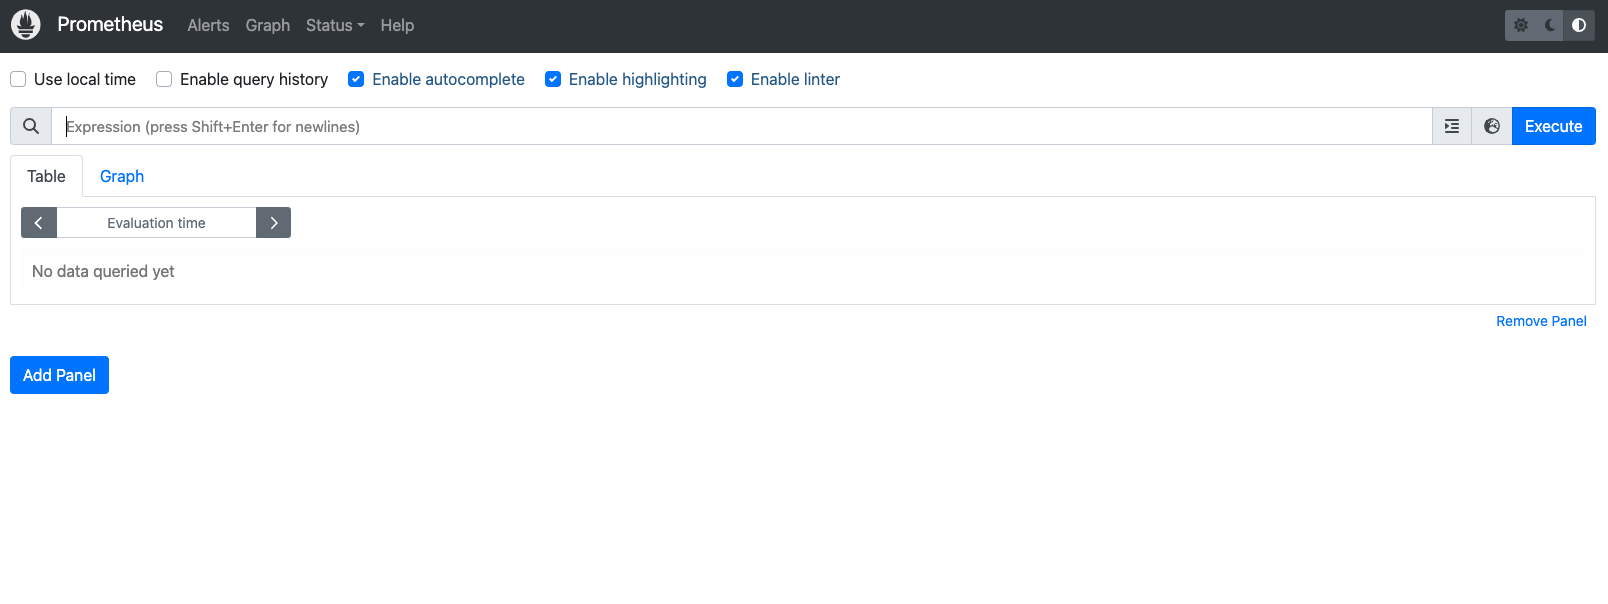 Prometheus Alerts Graph Status Help
Use local time Enable query history Enable autocomplete Enable highlighting Enable linter
Expression (press Shift+Enter for newlines) Execute
Table Graph
Evaluation time
No data queried yet
Remove Panel
Add Panel